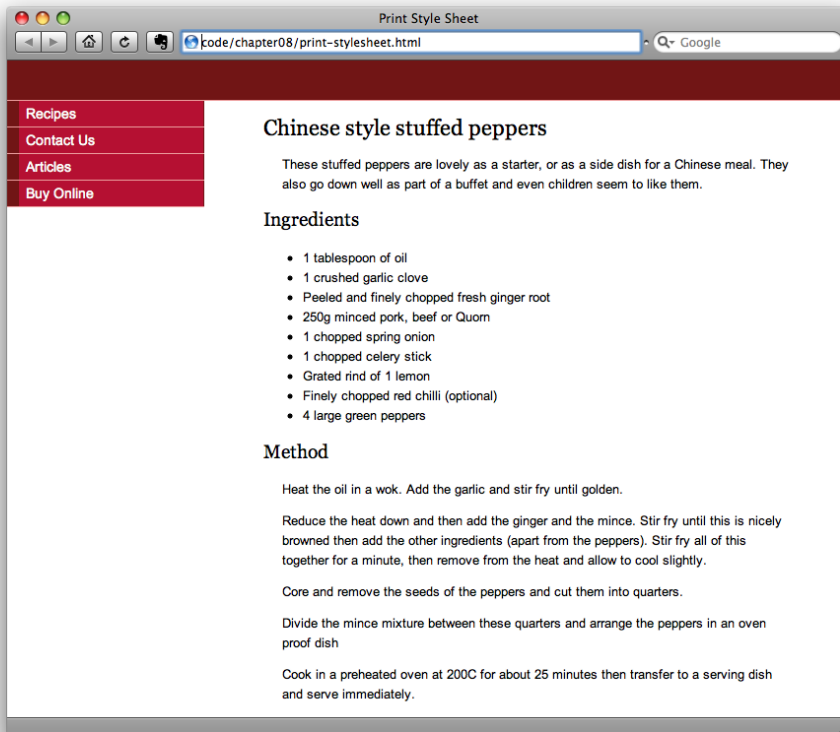 Print Style Sheet
code/chapter08/print-stylesheet.html
Google
Recipes
Contact Us
Articles
Buy Online
Chinese style stuffed peppers
These stuffed peppers are lovely as a starter, or as a side dish for a Chinese meal. They
also go down well as part of a buffet and even children seem to like them.
Ingredients
1 tablespoon of oil
1 crushed garlic clove
Peeled and finely chopped fresh ginger root
250g minced pork, beef or Quorn
1 chopped spring onion
1 chopped celery stick
Grated rind of 1 lemon
Finely chopped red chilli (optional)
4 large green peppers
Method
Heat the oil in a wok. Add the garlic and stir fry until golden.
Reduce the heat down and then add the ginger and the mince. Stir fry until this is nicely
browned then add the other ingredients (apart from the peppers). Stir fry all of this
together for a minute, then remove from the heat and allow to cool slightly.
Core and remove the seeds of the peppers and cut them into quarters.
Divide the mince mixture between these quarters and arrange the peppers in an oven
proof dish
Cook in a preheated oven at 200C for about 25 minutes then transfer to a serving dish
and serve immediately.